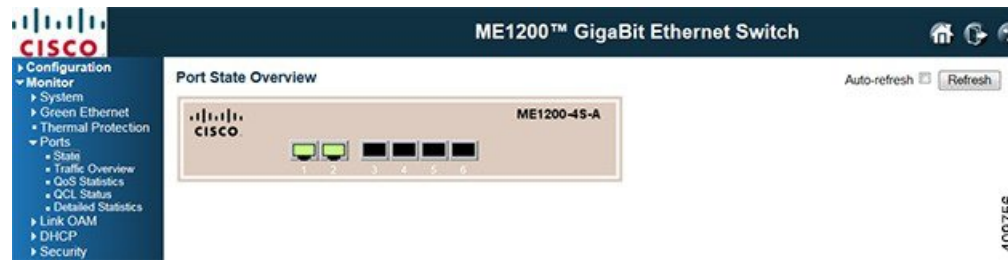 CISCO
ME1200™ GigaBit Ethernet Switch
Configuration
Monitor
System
Green Ethernet
Thermal Protection
Ports
State
Traffic Overview
QoS Statistics
QCL Status
Detailed Statistics
Link OAM
DHCP
Security
Port State Overview
Auto-refresh
Refresh
CISCO
ME1200-4S-A
1 2 3 4 5 6